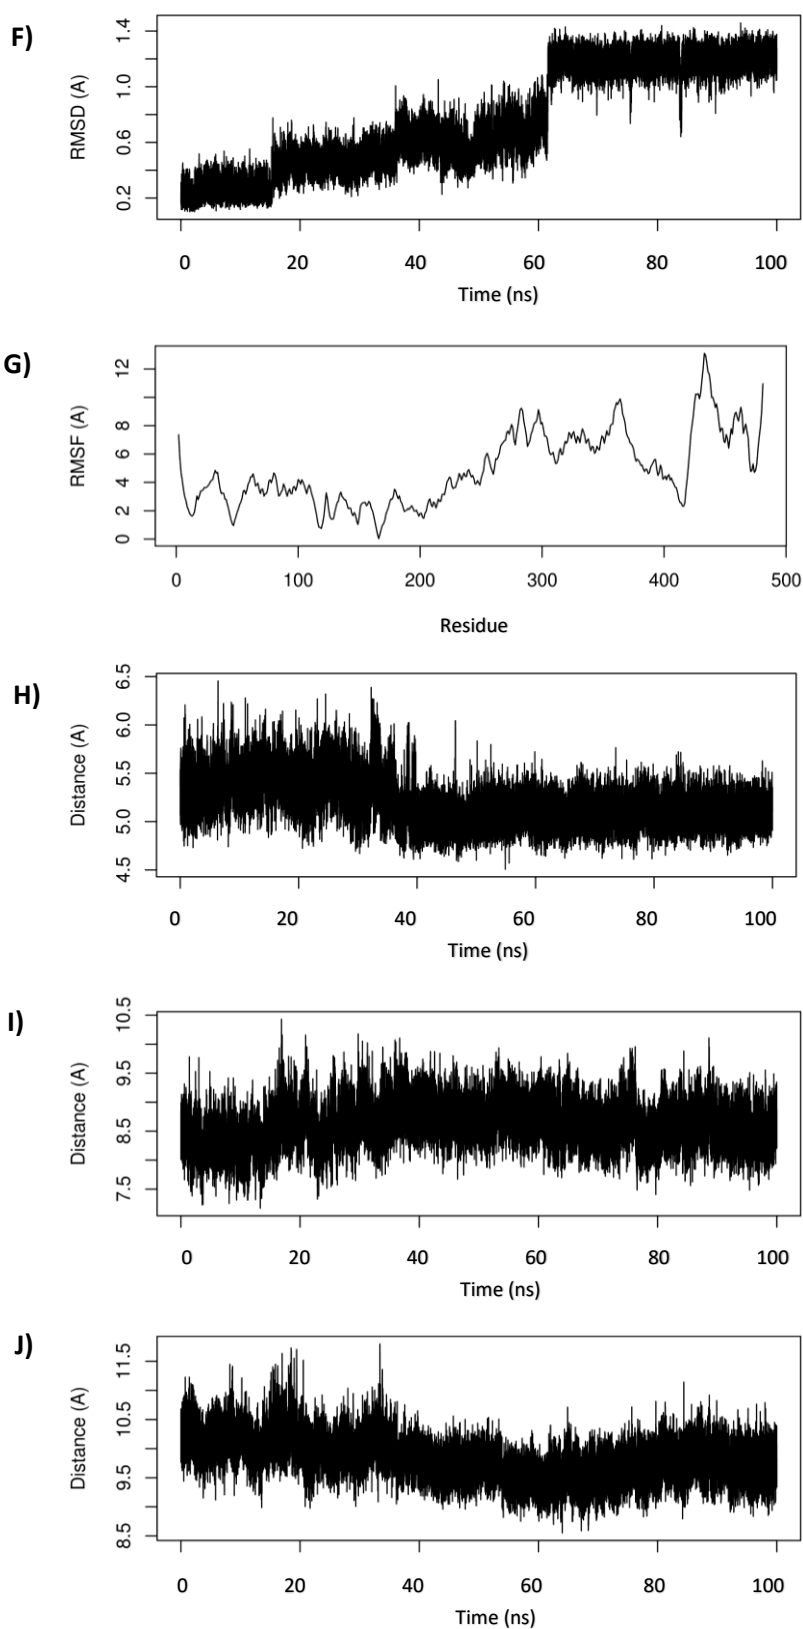 F)
RMSD (A)
1.4
1.0
0.6
0.2
0 20 40 60 80 100
Time (ns)
G)
RMSF (A)
12
8
6
4
2
0
0 100 200 300 400 500
Residue
H)
Distance (A)
6.5
6.0
5.5
5.0
4.5
0 20 40 60 80 100
Time (ns)
I)
Distance (A)
10.5
9.5
8.5
7.5
0 20 40 60 80 100
Time (ns)
J)
Distance (A)
11.5
10.5
9.5
8.5
0 20 40 60 80 100
Time (ns)